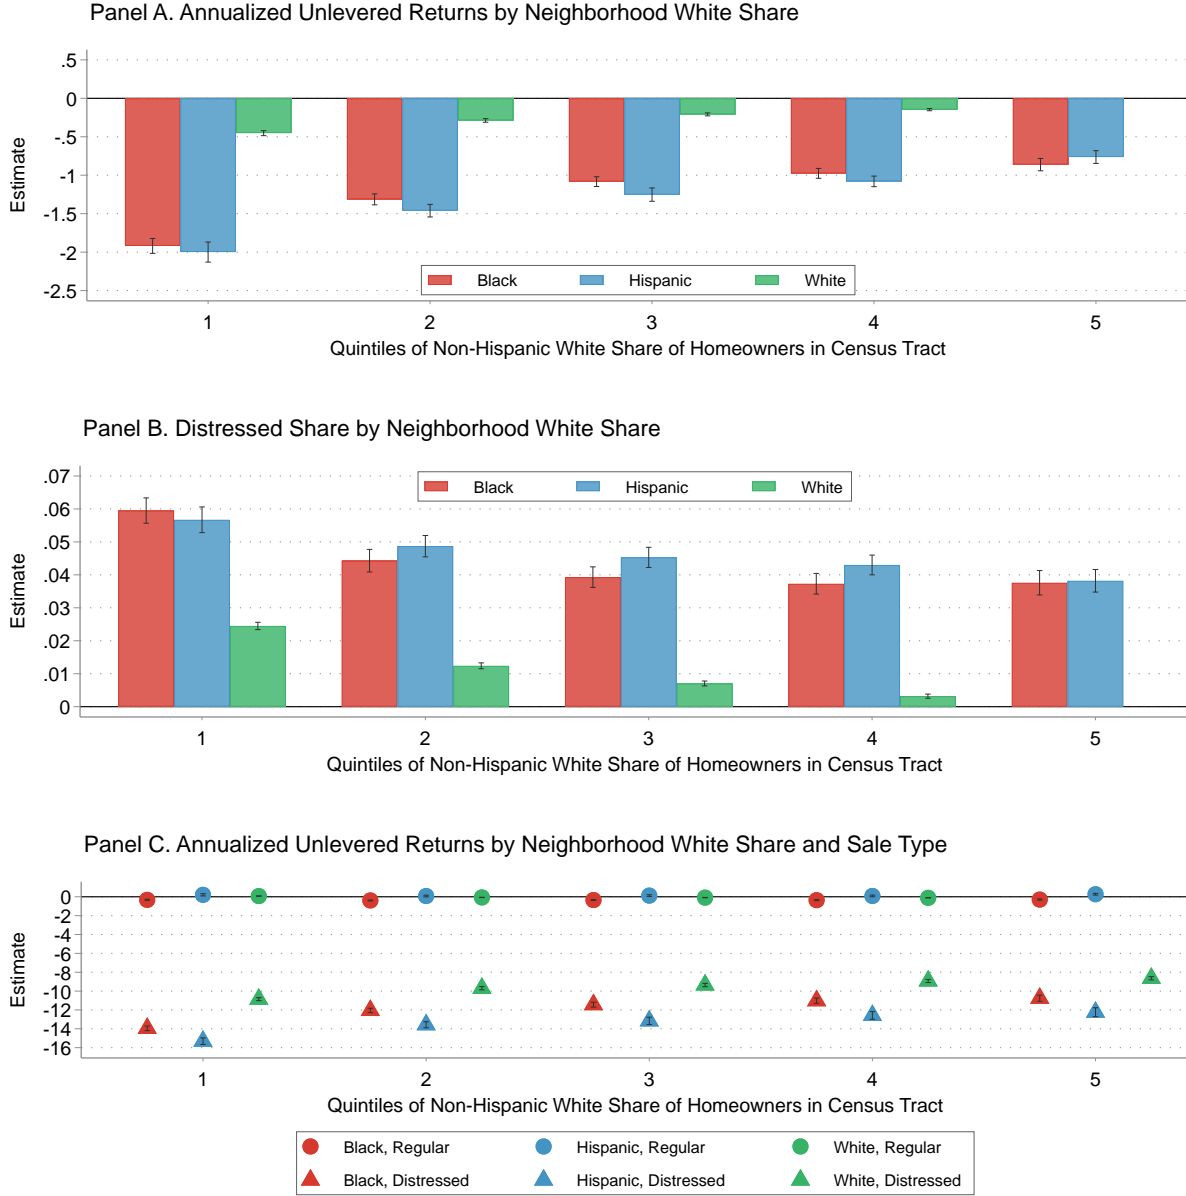 Panel A. Annualized Unlevered Returns by Neighborhood White Share
.5
0
-.5
-1
-1.5
-2
-2.5
Estimate
Black Hispanic White
1 2 3 4 5
Quintiles of Non-Hispanic White Share of Homeowners in Census Tract
Panel B. Distressed Share by Neighborhood White Share
.07
.06
.05
.04
.03
.02
.01
0
Estimate
Black Hispanic White
1 2 3 4 5
Quintiles of Non-Hispanic White Share of Homeowners in Census Tract
Panel C. Annualized Unlevered Returns by Neighborhood White Share and Sale Type
0
-2
-4
-6
-8
-10
-12
-14
-16
Estimate
1 2 3 4 5
Quintiles of Non-Hispanic White Share of Homeowners in Census Tract
Black, Regular Hispanic, Regular White, Regular
Black, Distressed Hispanic, Distressed White, Distressed